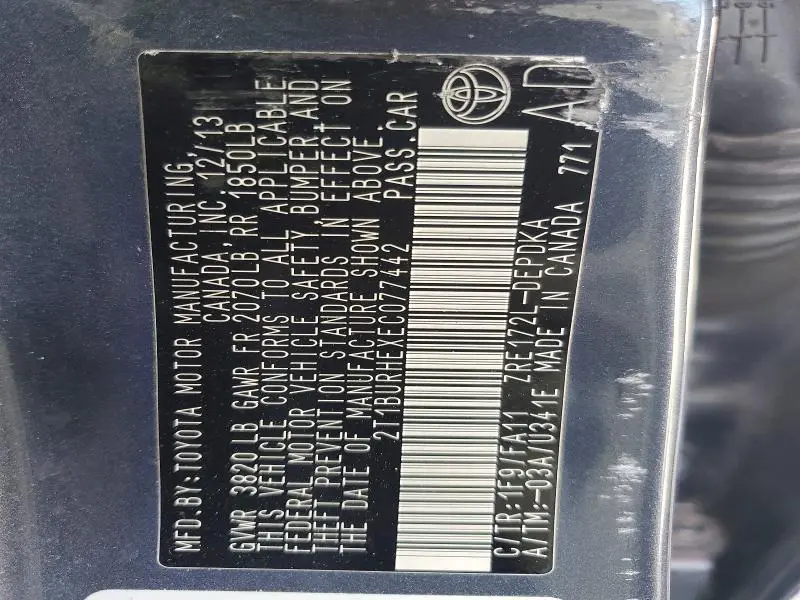 MFD.BY:TOYOTA MOTOR MANUFACTURING,
CANADA, INC. 12/13
GVWR 3820LB GAWR FR 2070LB RR 1850LB
THIS VEHICLE CONFORMS TO ALL APPLICABLE
FEDERAL MOTOR VEHICLE SAFETY, BUMPER, AND
THEFT PREVENTION STANDARDS IN EFFECT ON
THE DATE OF MANUFACTURE SHOWN ABOVE.
2T1BURHEXEC077442 PASS.CAR
C/TR:1F9/FA11 ZRE172L-DEPDKA
A/TM:-03A/U341E MADE IN CANADA 771
AD